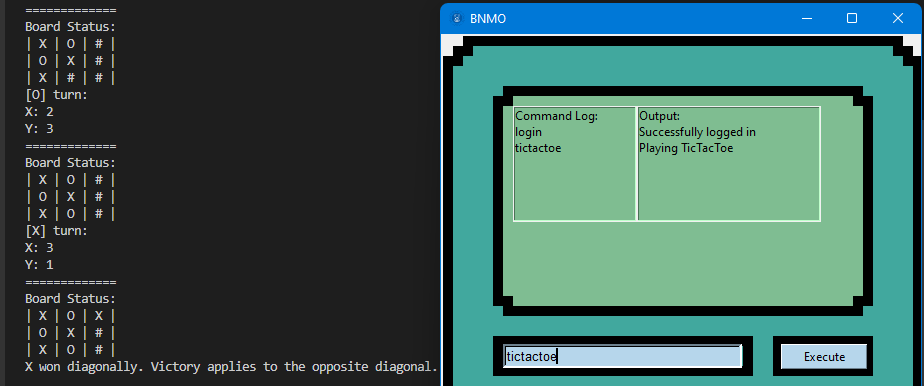 =============
Board Status:
| X | O | # |
| O | X | # |
| X | # | # |
[O] turn:
X: 2
Y: 3
=============
Board Status:
| X | O | # |
| O | X | # |
| X | O | # |
[X] turn:
X: 3
Y: 1
=============
Board Status:
| X | O | X |
| O | X | # |
| X | O | # |
X won diagonally. Victory applies to the opposite diagonal.
BNMO
Command Log:
login
tictactoe
Output:
Successfully logged in
Playing TicTacToe
tictactoe
Execute